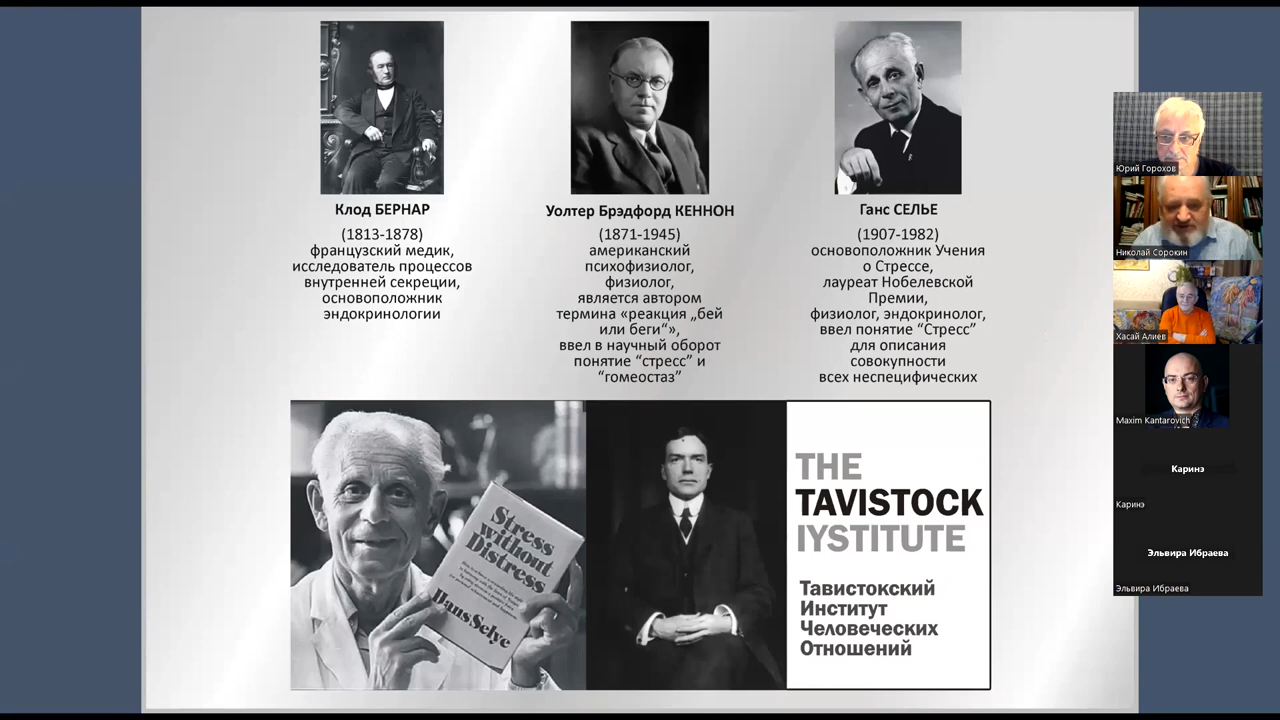 Клод БЕРНАР
(1813-1878)
французский медик,
исследователь процессов
внутренней секреции,
основоположник
эндокринологии
Уолтер Брэдфорд КЕННОН
(1871-1945)
американский
психофизиолог,
физиолог,
является автором
термина «реакция „бей
или беги“»,
ввел в научный оборот
понятие “стресс” и
“гомеостаз”
Ганс СЕЛЬЕ
(1907-1982)
основоположник Учения
о Стрессе,
лауреат Нобелевской
Премии,
физиолог, эндокринолог,
ввел понятие “Стресс”
для описания
совокупности
всех неспецифических
Stress
without
Distress
Hans Selye
THE
TAVISTOCK
IYSTITUTE
Тавистокский
Институт
Человеческих
Отношений
Юрий Горохов
Николай Сорокин
Хасай Алиев
Maxim Kantarovich
Каринэ
Каринэ
Эльвира Ибраева
Эльвира Ибраева